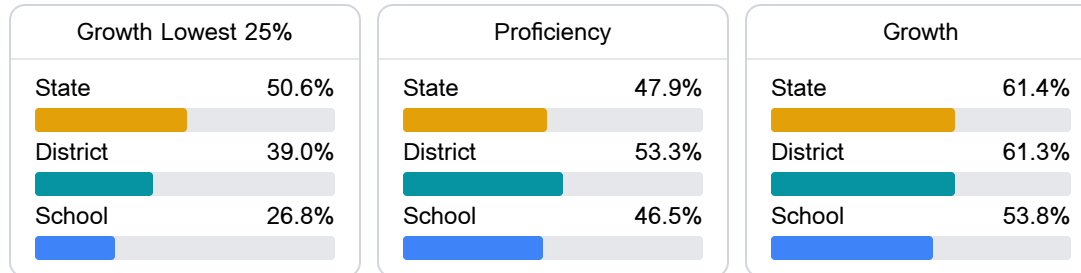 Growth Lowest 25%
State 50.6%
District 39.0%
School 26.8%
Proficiency
State 47.9%
District 53.3%
School 46.5%
Growth
State 61.4%
District 61.3%
School 53.8%